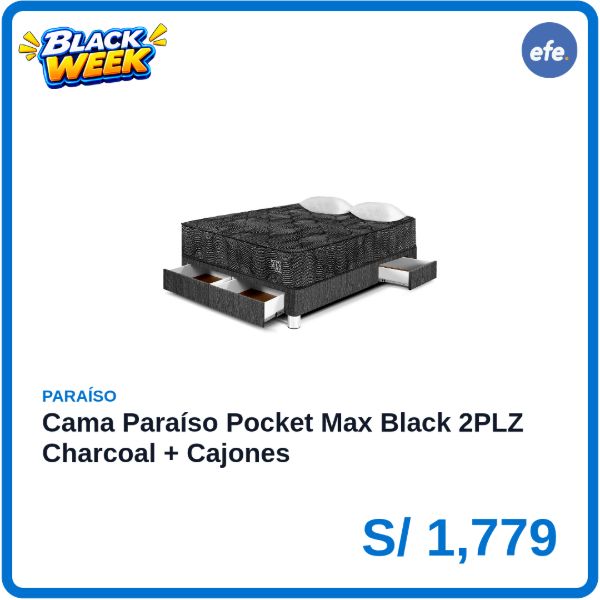 BLACK
WEEK
efe.
PARAÍSO
Cama Paraíso Pocket Max Black 2PLZ
Charcoal + Cajones
S/ 1,779